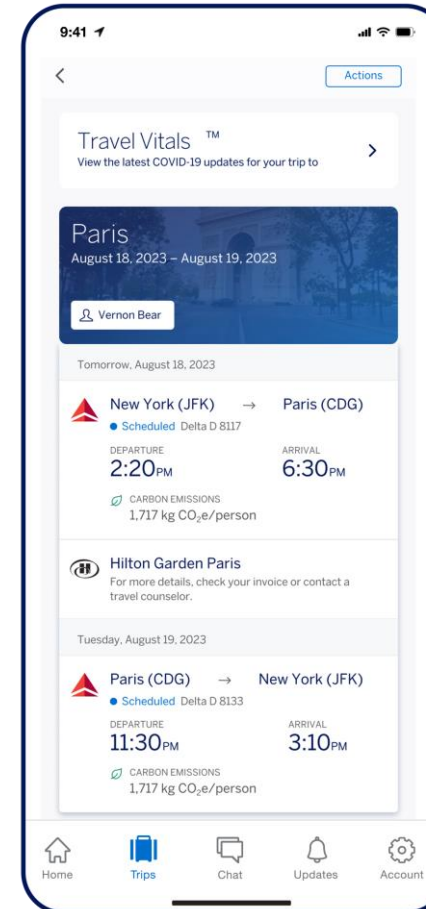 9:41
Actions
Travel Vitals ™
View the latest COVID-19 updates for your trip to
Paris
August 18, 2023 – August 19, 2023
Vernon Bear
Tomorrow, August 18, 2023
New York (JFK) → Paris (CDG)
Scheduled Delta D 8117
DEPARTURE ARRIVAL
2:20PM 6:30PM
CARBON EMISSIONS
1,717 kg CO₂e/person
H
Hilton Garden Paris
For more details, check your invoice or contact a
travel counselor.
Tuesday, August 19, 2023
Paris (CDG) → New York (JFK)
Scheduled Delta D 8133
DEPARTURE ARRIVAL
11:30PM 3:10PM
CARBON EMISSIONS
1,717 kg CO₂e/person
Home Trips Chat Updates Account